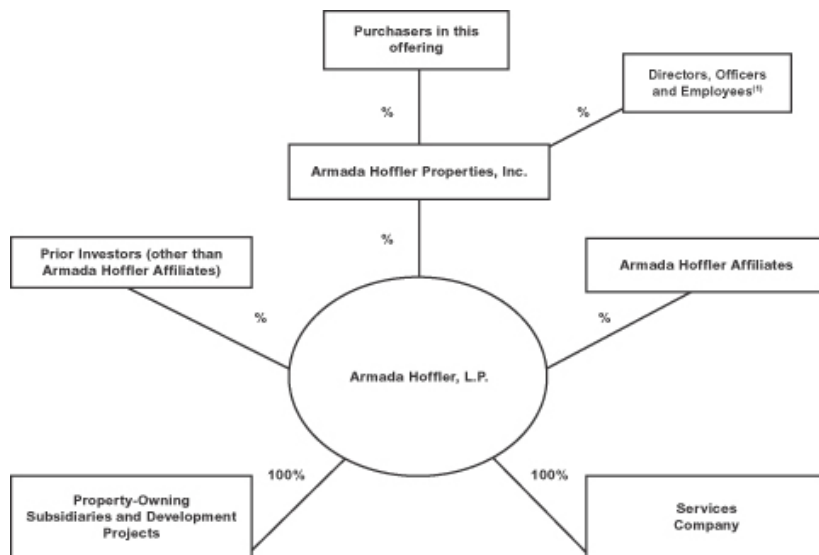 Purchasers in this
offering
Directors, Officers
and Employees(1)
%
%
Armada Hoffler Properties, Inc.
%
Prior Investors (other than
Armada Hoffler Affiliates)
Armada Hoffler Affiliates
%
%
Armada Hoffler, L.P.
100%
100%
Property-Owning
Subsidiaries and Development
Projects
Services
Company